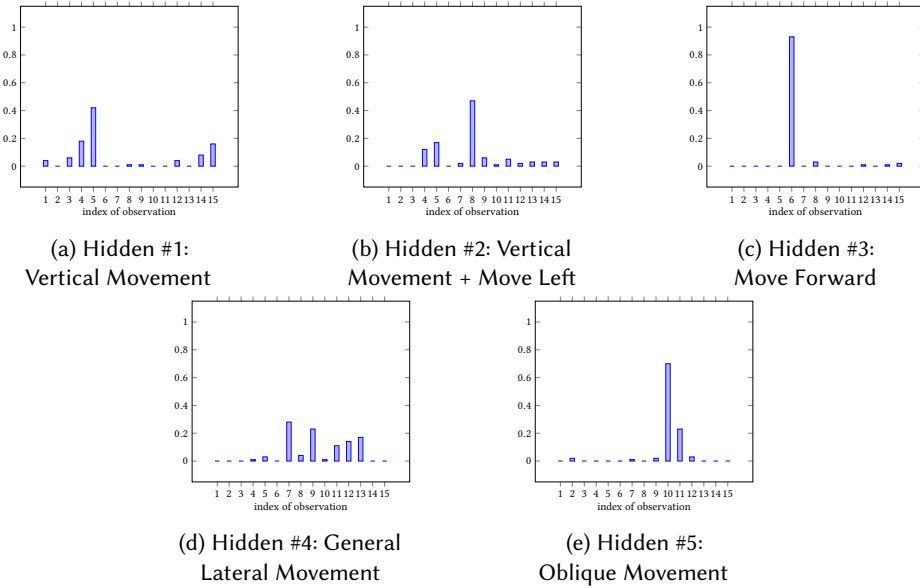 1
0.8
0.6
0.4
0.2
0
1 2 3 4 5 6 7 8 9 10 11 12 13 14 15
index of observation
(a) Hidden #1:
Vertical Movement
1
0.8
0.6
0.4
0.2
0
1 2 3 4 5 6 7 8 9 10 11 12 13 14 15
index of observation
(b) Hidden #2: Vertical
Movement + Move Left
1
0.8
0.6
0.4
0.2
0
1 2 3 4 5 6 7 8 9 10 11 12 13 14 15
index of observation
(c) Hidden #3:
Move Forward
1
0.8
0.6
0.4
0.2
0
1 2 3 4 5 6 7 8 9 10 11 12 13 14 15
index of observation
(d) Hidden #4: General
Lateral Movement
1
0.8
0.6
0.4
0.2
0
1 2 3 4 5 6 7 8 9 10 11 12 13 14 15
index of observation
(e) Hidden #5:
Oblique Movement